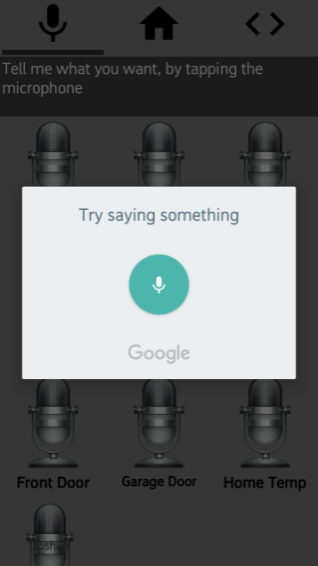 Tell me what you want, by tapping the
microphone
Try saying something
Google
Front Door
Garage Door
Home Temp